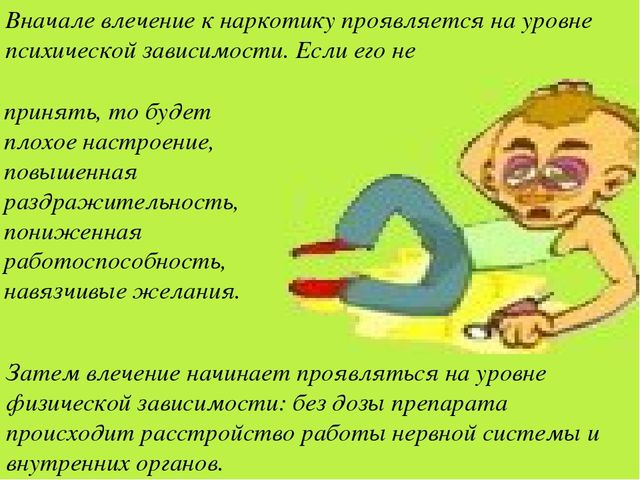 Вначале влечение к наркотику проявляется на уровне
психической зависимости. Если его не
принять, то будет
плохое настроение,
повышенная
раздражительность,
пониженная
работоспособность,
навязчивые желания.
Затем влечение начинает проявляться на уровне
физической зависимости: без дозы препарата
происходит расстройство работы нервной системы и
внутренних органов.